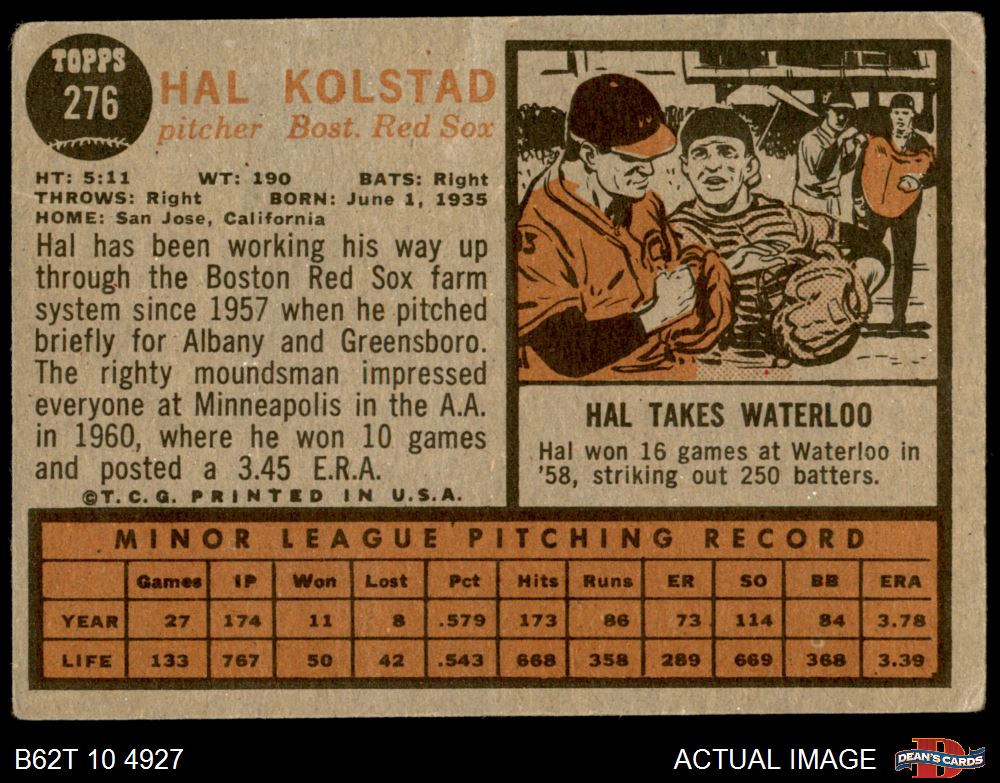 TOPPS
276
HAL KOLSTAD
pitcher Bost. Red Sox
HT: 5:11 WT: 190 BATS: Right
THROWS: Right BORN: June 1, 1935
HOME: San Jose, California
Hal has been working his way up
through the Boston Red Sox farm
system since 1957 when he pitched
briefly for Albany and Greensboro.
The righty moundsman impressed
everyone at Minneapolis in the A.A.
in 1960, where he won 10 games
and posted a 3.45 E.R.A.
©T.C.G. PRINTED IN U.S.A.
HAL TAKES WATERLOO
Hal won 16 games at Waterloo in
'58, striking out 250 batters.
MINOR LEAGUE PITCHING RECORD
Games IP Won Lost Pct Hits Runs ER SO BB ERA
YEAR 27 174 11 8 .579 173 86 73 114 84 3.78
LIFE 133 767 50 42 .543 668 358 289 669 368 3.39
B62T 10 4927 ACTUAL IMAGE
D
DEAN'S CARDS